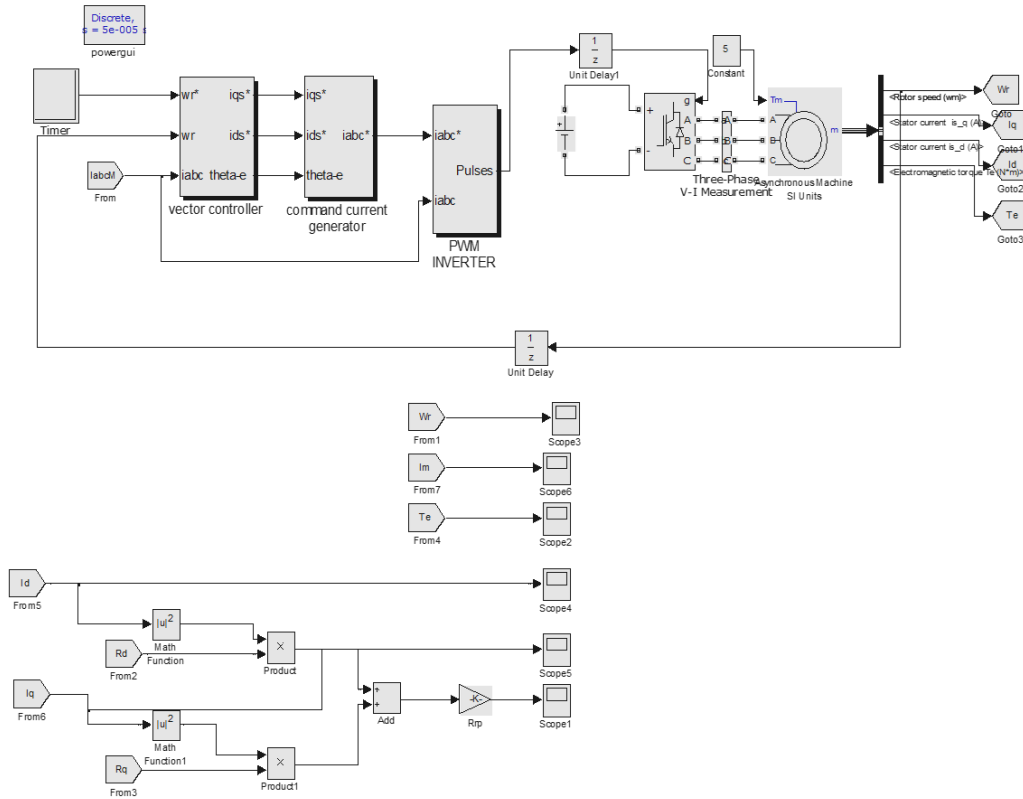 Discrete,
s = 5e-005 s
powergui
Timer
wr*
wr
iabc
iqs*
ids*
theta-e
vector controller
iqs*
ids*
theta-e
iabc*
command current
generator
iabc*
Pulses
iabc
PWM
INVERTER
IabcM
From
1
z
Unit Delay1
5
Constant
+
+
-
g
A
B
C
A
B
C
Three-Phase
V-I Measurement
Tm
A
B
C
m
Asynchronous Machine
SI Units
<Rotor speed (wm)>
<Stator current is_q (A)>
<Stator current is_d (A)>
<Electromagnetic torque Te (N*m)>
Wr
Goto
Iq
Goto1
Id
Goto2
Te
Goto3
1
z
Unit Delay
Wr
From1
Scope3
Im
From7
Scope6
Te
From4
Scope2
Id
From5
Scope4
|u|2
Math
Function
Rd
From2
×
Product
Scope5
Iq
From6
|u|2
Math
Function1
Rq
From3
×
Product1
+
+
Add
-K-
Rrp
Scope1